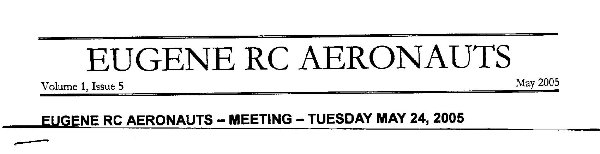 EUGENE RC AERONAUTS
Volume 1, Issue 5 May 2005
EUGENE RC AERONAUTS – MEETING – TUESDAY MAY 24, 2005